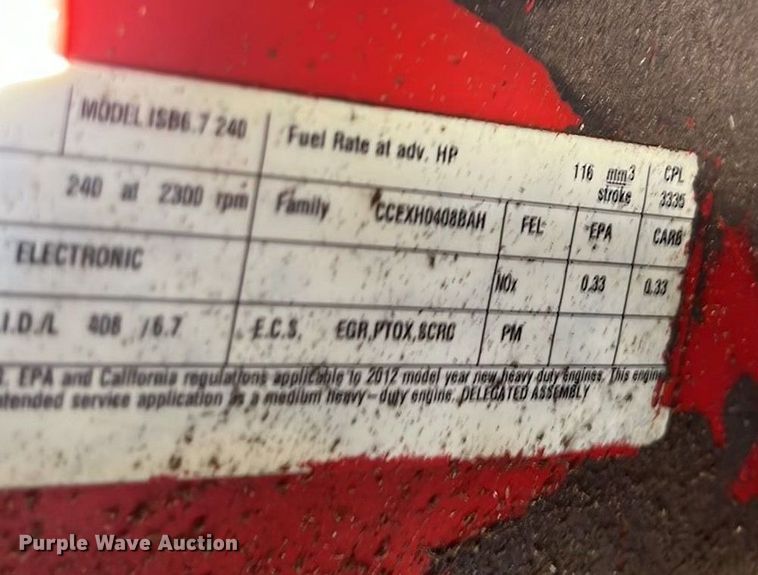 MODEL ISB6.7 240 Fuel Rate at adv. HP 116 mm3 stroke CPL 3335
240 at 2300 rpm Family CCEXH0408BAH FEL EPA CARB
ELECTRONIC NOx 0.33 0.33
I.D./L 408 /6.7 E.C.S. EGR,PTOX,SCRC PM
EPA and California regulations applicable to 2012 model year new heavy duty engines. This engine
ntended service application as a medium heavy-duty engine. DELEGATED ASSEMBLY
Purple Wave Auction